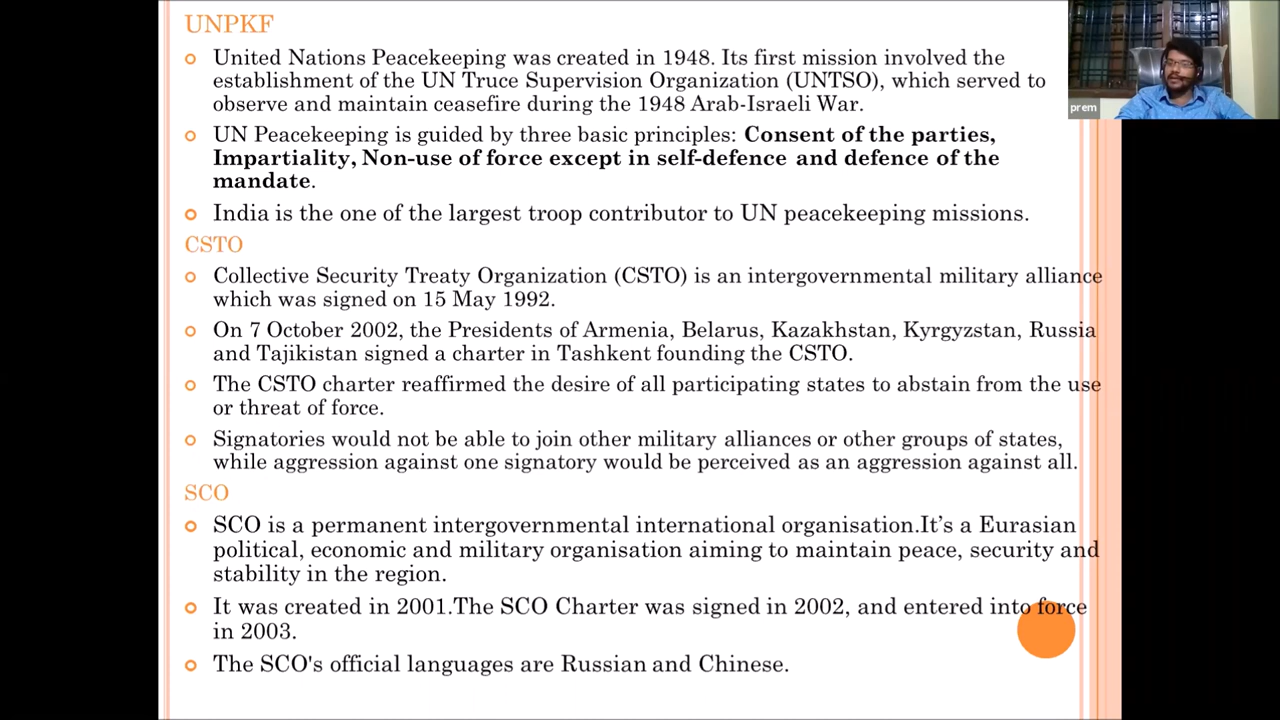 UNPKF
United Nations Peacekeeping was created in 1948. Its first mission involved the
establishment of the UN Truce Supervision Organization (UNTSO), which served to
observe and maintain ceasefire during the 1948 Arab-Israeli War.
UN Peacekeeping is guided by three basic principles: Consent of the parties,
Impartiality, Non-use of force except in self-defence and defence of the
mandate.
India is the one of the largest troop contributor to UN peacekeeping missions.
CSTO
Collective Security Treaty Organization (CSTO) is an intergovernmental military alliance
which was signed on 15 May 1992.
On 7 October 2002, the Presidents of Armenia, Belarus, Kazakhstan, Kyrgyzstan, Russia
and Tajikistan signed a charter in Tashkent founding the CSTO.
The CSTO charter reaffirmed the desire of all participating states to abstain from the use
or threat of force.
Signatories would not be able to join other military alliances or other groups of states,
while aggression against one signatory would be perceived as an aggression against all.
SCO
SCO is a permanent intergovernmental international organisation.It’s a Eurasian
political, economic and military organisation aiming to maintain peace, security and
stability in the region.
It was created in 2001.The SCO Charter was signed in 2002, and entered into force
in 2003.
The SCO's official languages are Russian and Chinese.
prem